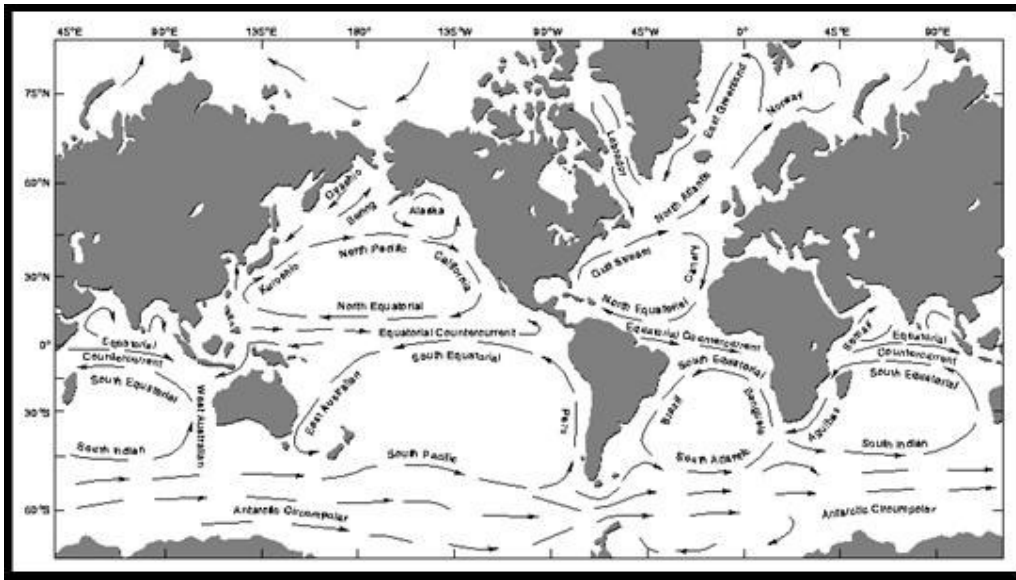 45°E 90°E 135°E 180° 135°W 90°W 45°W 0° 45°E 90°E
75°N
60°N
30°N
0°
30°S
60°S
East Greenland
Norway
Labrador
Oyashio
Bering
Alaska
North Atlantic
North Pacific
Kuroshio
California
Gulf Stream
Canary
North Equatorial
North Equatorial
Equatorial Countercurrent
Equatorial Countercurrent
Equatorial
Countercurrent
Somali
Equatorial
Countercurrent
South Equatorial
South Equatorial
South Equatorial
South Equatorial
West Australian
East Australian
Peru
Brazil
Benguela
Agulhas
South Indian
South Pacific
South Atlantic
South Indian
Antarctic Circumpolar
Antarctic Circumpolar